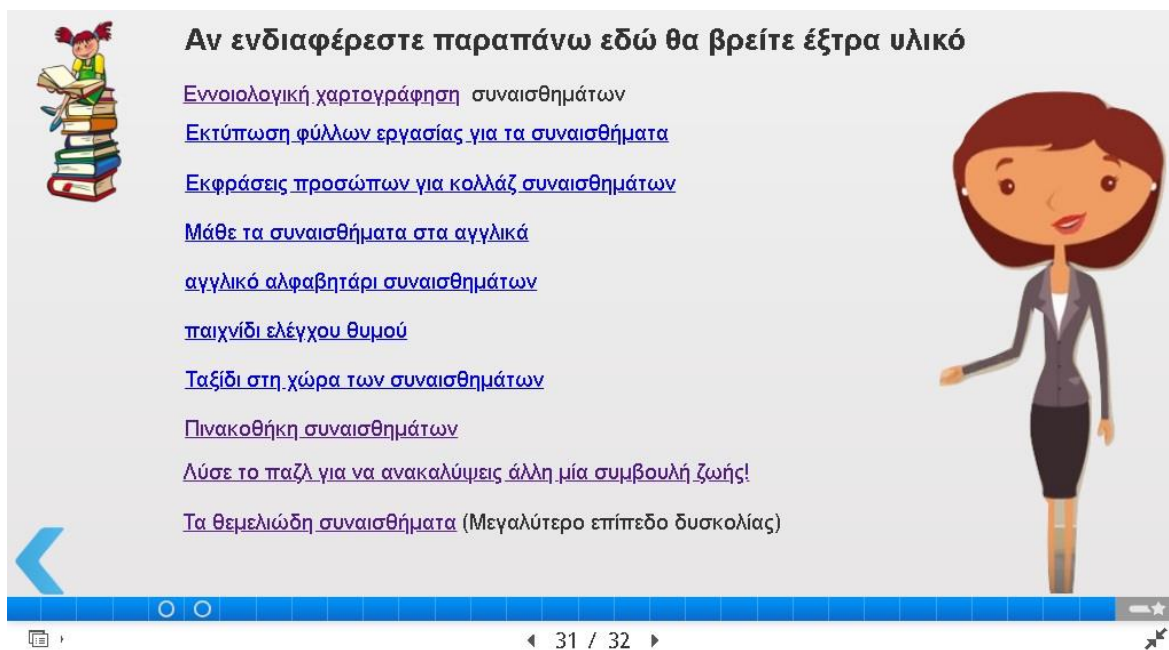 Αν ενδιαφέρεστε παραπάνω εδώ θα βρείτε έξτρα υλικό
Εννοιολογική χαρτογράφηση συναισθημάτων
Εκτύπωση φύλλων εργασίας για τα συναισθήματα
Εκφράσεις προσώπων για κολλάζ συναισθημάτων
Μάθε τα συναισθήματα στα αγγλικά
αγγλικό αλφαβητάρι συναισθημάτων
παιχνίδι ελέγχου θυμού
Ταξίδι στη χώρα των συναισθημάτων
Πινακοθήκη συναισθημάτων
Λύσε το παζλ για να ανακαλύψεις άλλη μία συμβουλή ζωής!
Τα θεμελιώδη συναισθήματα (Μεγαλύτερο επίπεδο δυσκολίας)
31 / 32